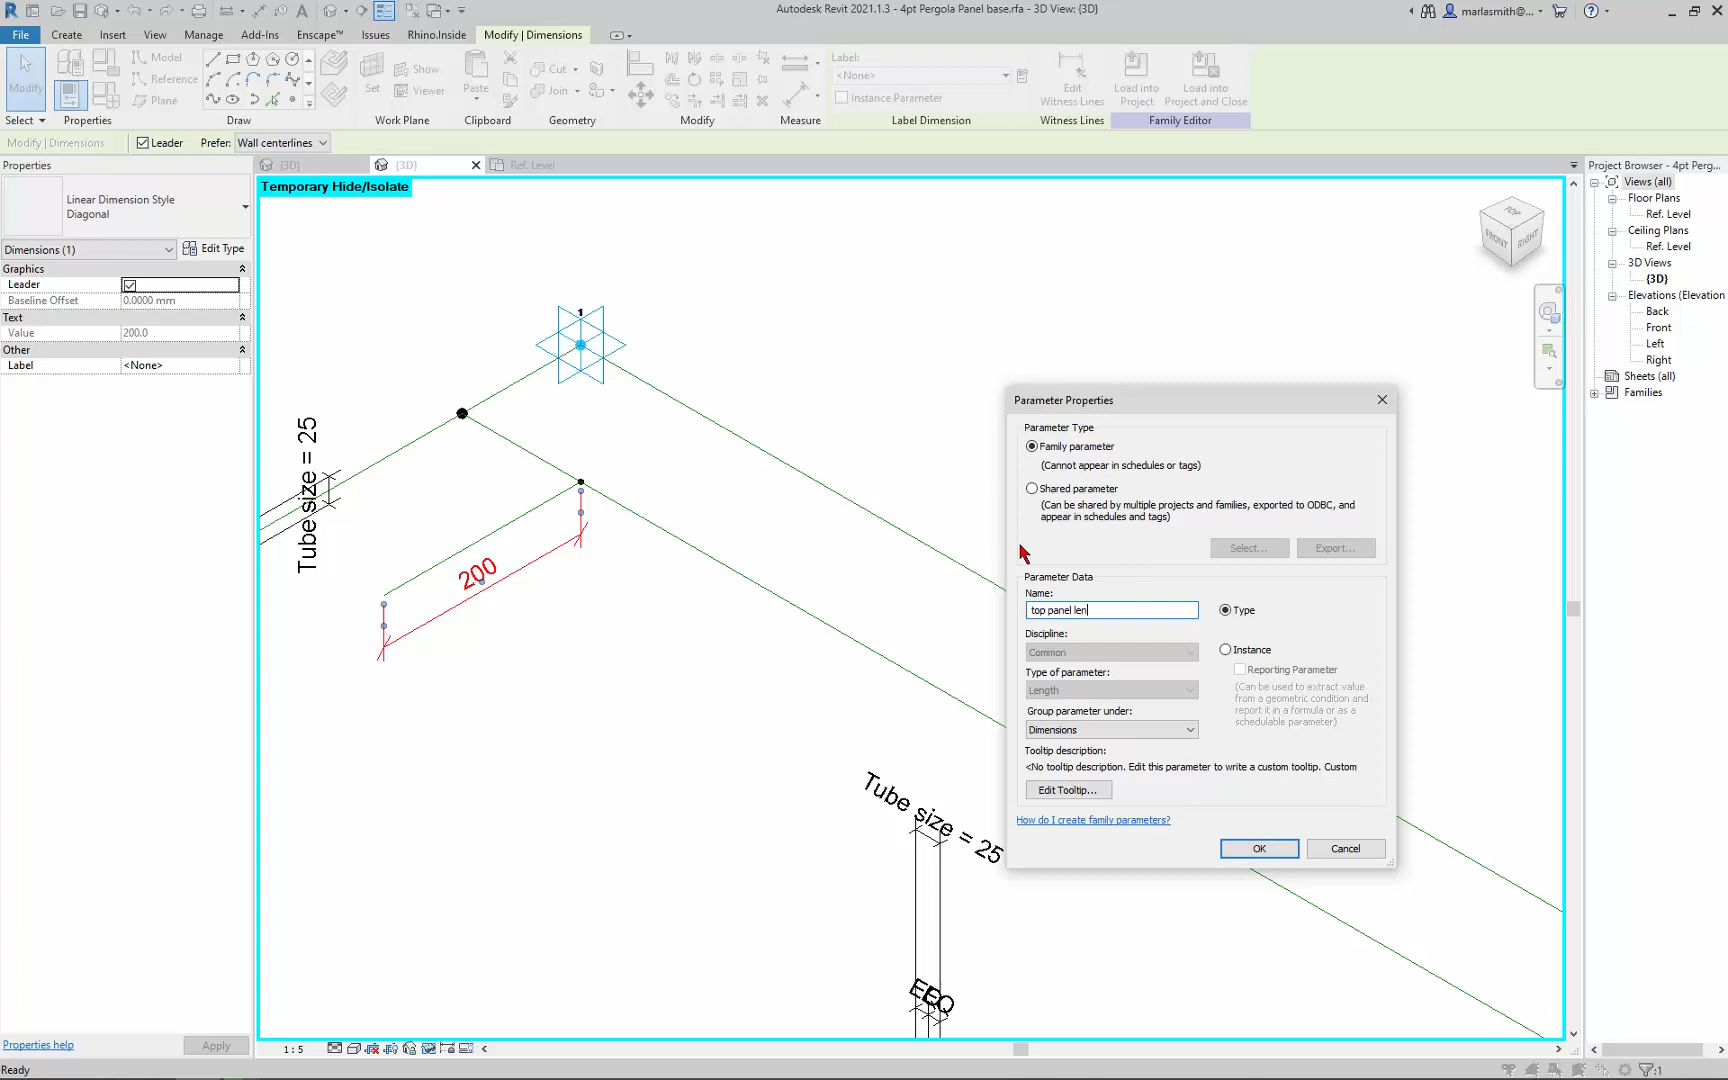 Autodesk Revit 2021.1.3 - 4pt Pergola Panel base.rfa - 3D View: {3D}
marlasmith@...
File Create Insert View Manage Add-Ins Enscape™ Issues Rhino.Inside Modify | Dimensions
Modify
Model
Reference
Plane
Set
Show
Viewer
Paste
Cut
Join
Label:
<None>
Instance Parameter
Edit
Witness Lines
Load into
Project
Load into
Project and Close
Select Properties Draw Work Plane Clipboard Geometry Modify Measure Label Dimension Witness Lines Family Editor
Modify | Dimensions Leader Prefer: Wall centerlines
Properties
{3D} {3D} Ref. Level
Project Browser - 4pt Perg...
Linear Dimension Style
Diagonal
Dimensions (1) Edit Type
Graphics
Leader
Baseline Offset 0.0000 mm
Text
Value 200.0
Other
Label <None>
Properties help Apply
Temporary Hide/Isolate
TOP
FRONT
RIGHT
1
Tube size = 25
200
Tube size = 25
EEQ
Parameter Properties
Parameter Type
Family parameter
(Cannot appear in schedules or tags)
Shared parameter
(Can be shared by multiple projects and families, exported to ODBC, and
appear in schedules and tags)
Select... Export...
Parameter Data
Name:
top panel len
Type
Discipline:
Common
Instance
Reporting Parameter
(Can be used to extract value
from a geometric condition and
report it in a formula or as a
schedulable parameter)
Type of parameter:
Length
Group parameter under:
Dimensions
Tooltip description:
<No tooltip description. Edit this parameter to write a custom tooltip. Custom
Edit Tooltip...
How do I create family parameters?
OK Cancel
Views (all)
Floor Plans
Ref. Level
Ceiling Plans
Ref. Level
3D Views
{3D}
Elevations (Elevation
Back
Front
Left
Right
Sheets (all)
Families
1 : 5
Ready
:1